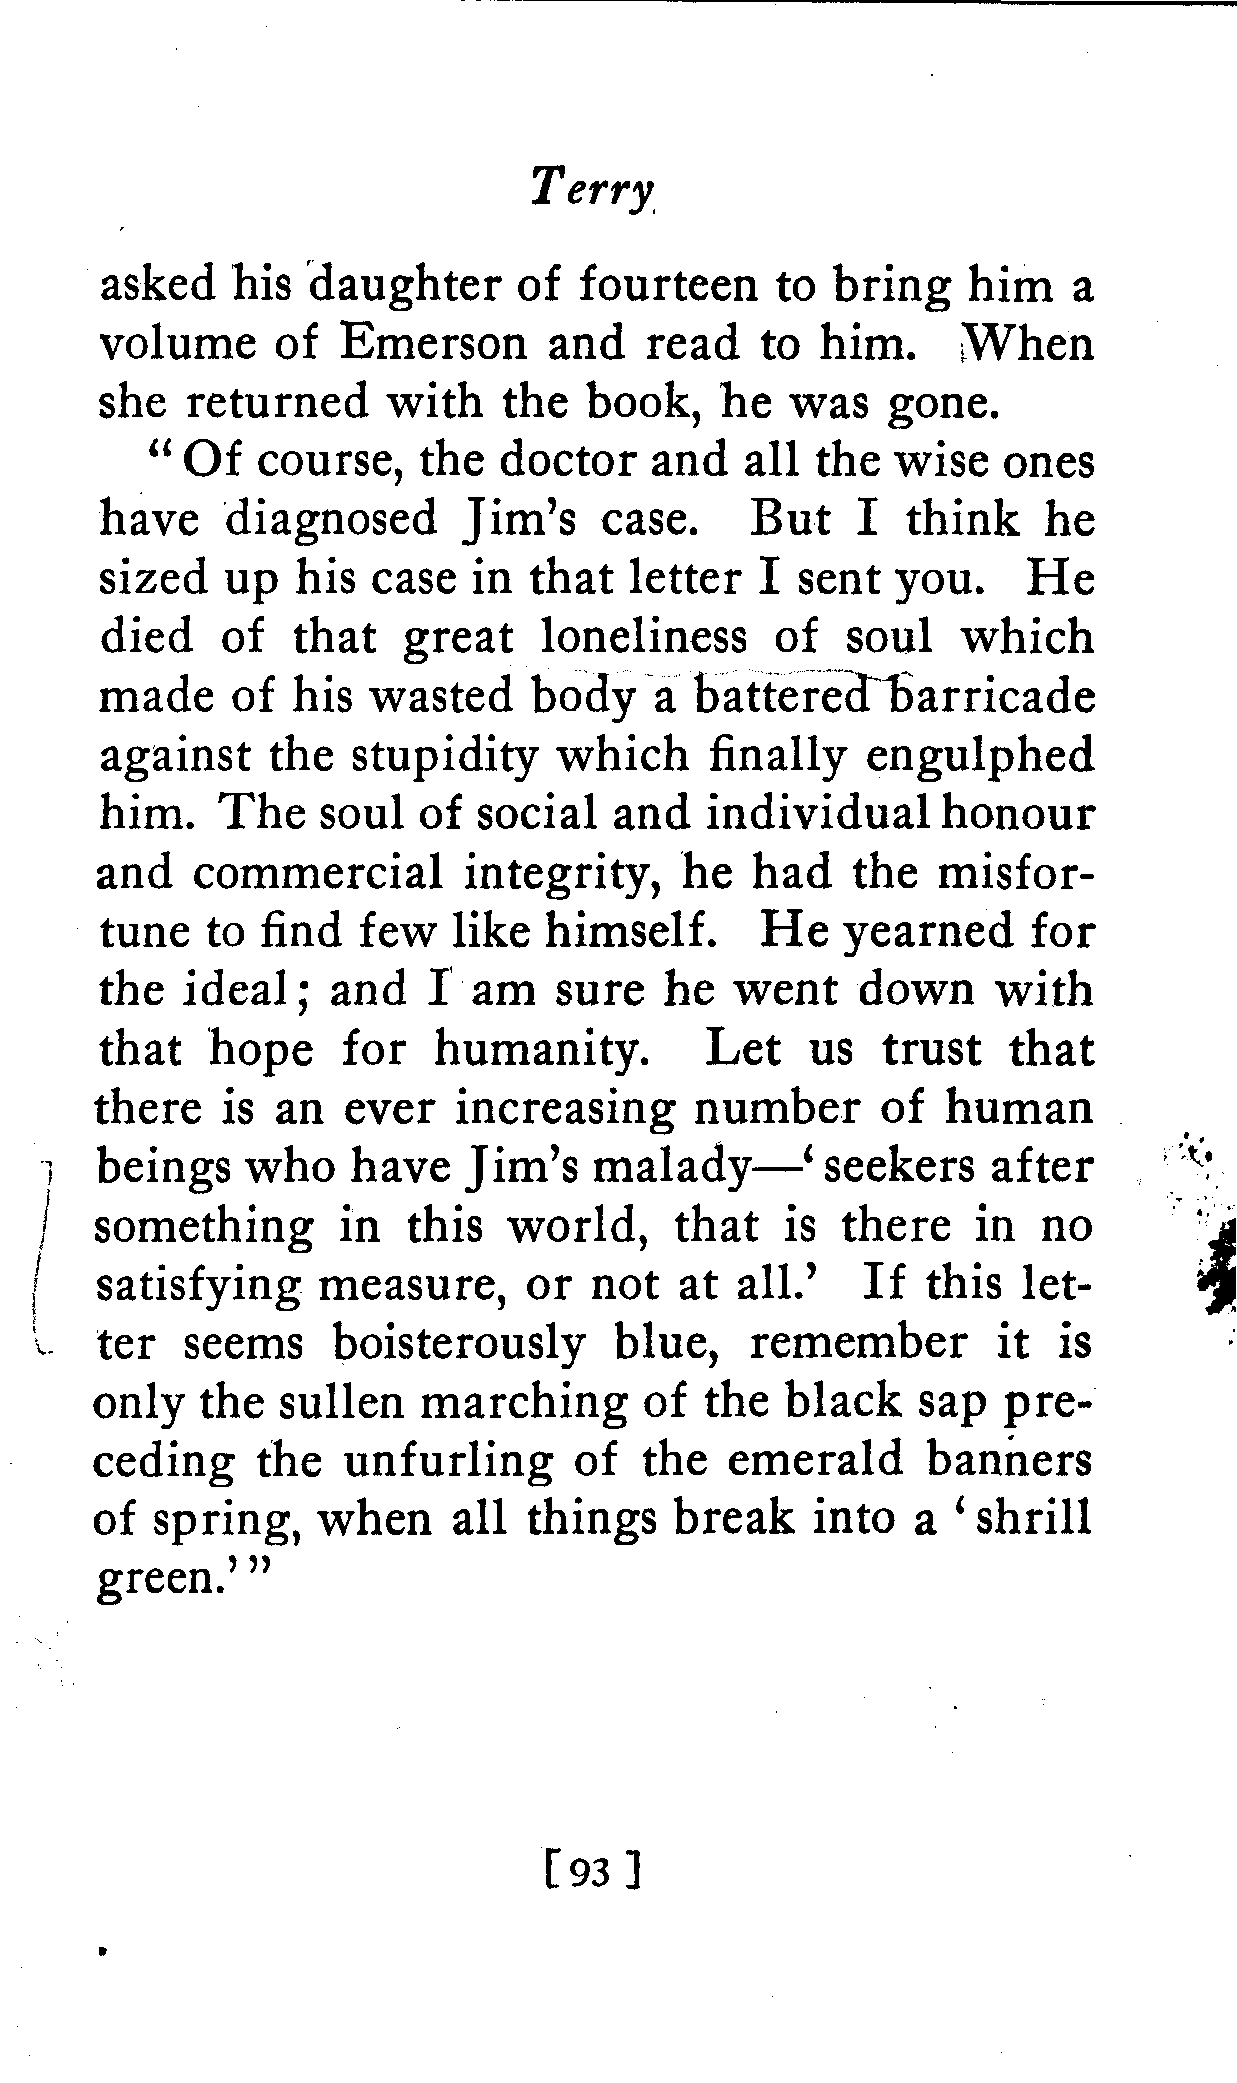 Terry
asked his daughter of fourteen to bring him a
volume of Emerson and read to him. When
she returned with the book, he was gone.
“ Of course, the doctor and all the wise ones
have diagnosed Jim’s case. But I think he
sized up his case in that letter I sent you. He
died of that great loneliness of soul which
made of his wasted body a battered barricade
against the stupidity which finally engulphed
him. The soul of social and individual honour
and commercial integrity, he had the misfor-
tune to find few like himself. He yearned for
the ideal ; and I am sure he went down with
that hope for humanity. Let us trust that
there is an ever increasing number of human
beings who have Jim’s malady—‘ seekers after
something in this world, that is there in no
satisfying measure, or not at all.’ If this let-
ter seems boisterously blue, remember it is
only the sullen marching of the black sap pre-
ceding the unfurling of the emerald banners
of spring, when all things break into a ‘ shrill
green.’ ”
[ 93 ]